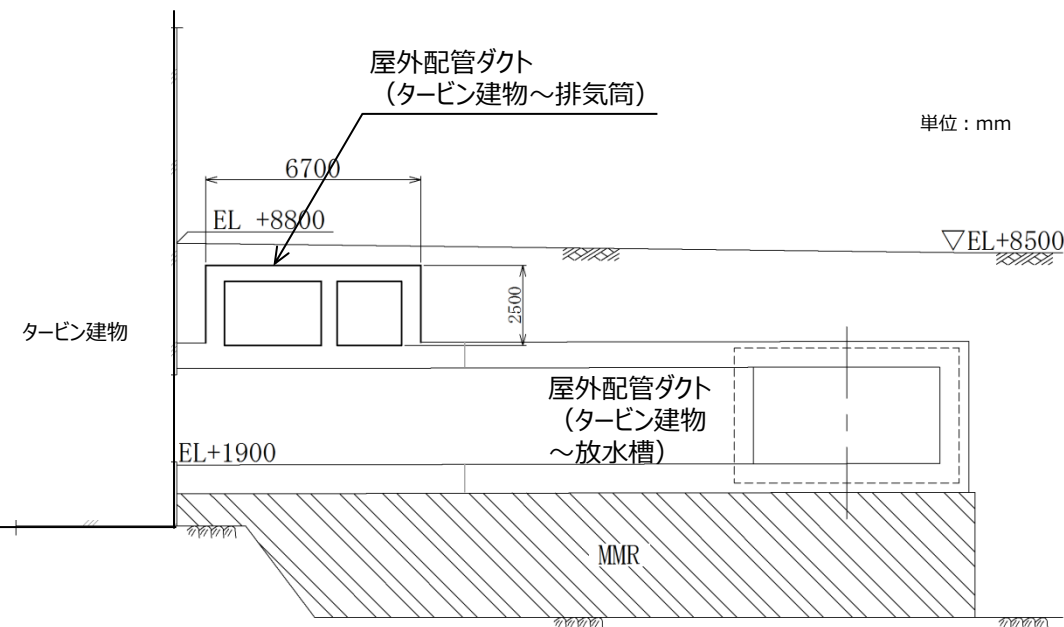 屋外配管ダクト
（タービン建物～排気筒）
単位：mm
6700
EL +8800
▽EL+8500
2500
タービン建物
屋外配管ダクト
（タービン建物
～放水槽）
EL+1900
MMR